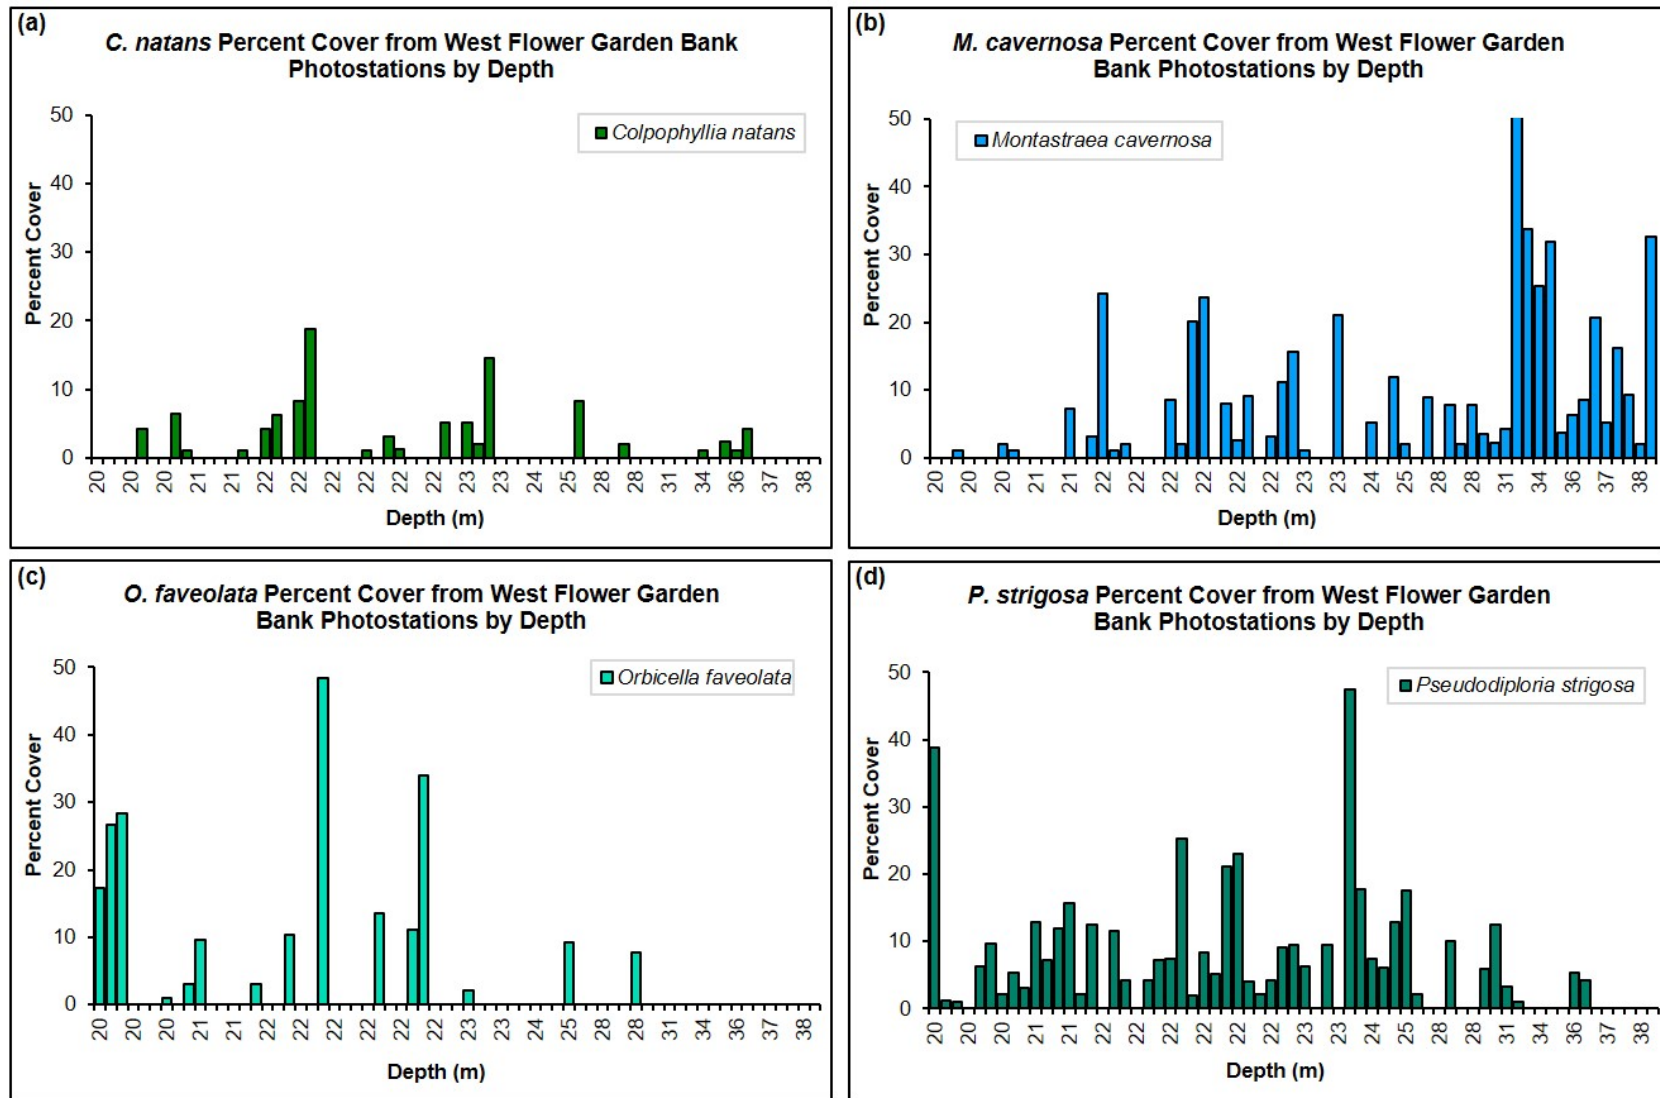 (a)
C. natans Percent Cover from West Flower Garden Bank
Photostations by Depth
50
40
30
20
10
0
Percent Cover
Colpophyllia natans
20 20 20 21 21 22 22 22 22 22 23 23 24 24 25 28 28 31 34 36 37 38
Depth (m)
(b)
M. cavernosa Percent Cover from West Flower Garden
Bank Photostations by Depth
50
40
30
20
10
0
Percent Cover
Montastraea cavernosa
20 20 20 21 21 22 22 22 22 22 22 23 23 24 25 28 28 31 34 36 37 38
Depth (m)
(c)
O. faveolata Percent Cover from West Flower Garden
Bank Photostations by Depth
50
40
30
20
10
0
Percent Cover
Orbicella faveolata
20 20 20 21 21 22 22 22 22 22 22 23 23 24 25 28 28 31 34 36 37 38
Depth (m)
(d)
P. strigosa Percent Cover from West Flower Garden
Bank Photostations by Depth
50
40
30
20
10
0
Percent Cover
Pseudodiploria strigosa
20 20 20 21 21 22 22 22 22 22 22 23 23 24 25 28 28 31 34 36 37 38
Depth (m)